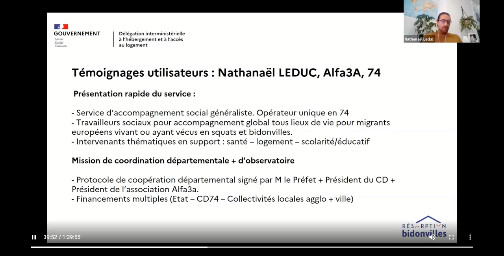 Nathanaël Leduc
GOUVERNEMENT
Délégation interministérielle
à l'hébergement et à l'accès
au logement
Témoignages utilisateurs : Nathanaël LEDUC, Alfa3A, 74
Présentation rapide du service :
- Service d'accompagnement social généraliste. Opérateur unique en 74
- Travailleurs sociaux pour accompagnement global tous lieux de vie pour migrants
européens vivant ou ayant vécus en squats et bidonvilles.
- Intervenants thématiques en support : santé – logement – scolarité/éducatif
Mission de coordination départementale + d'observatoire
- Protocole de coopération départemental signé par M le Préfet + Président du CD +
Président de l'association Alfa3a.
- Financements multiples (Etat – CD74 – Collectivités locales agglo + ville)
RÉSORPTION
bidonvilles
39:52 / 1:29:55